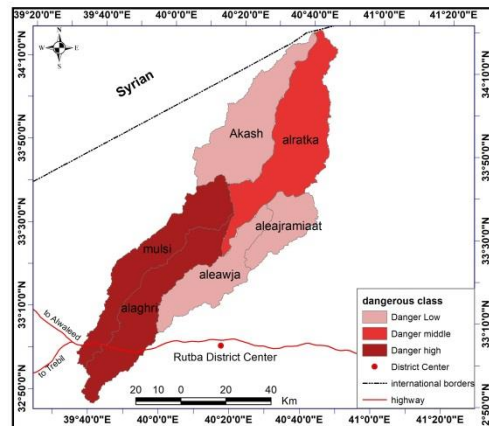 39°20'0"E 39°40'0"E 40°0'0"E 40°20'0"E 40°40'0"E 41°0'0"E 41°20'0"E
34°10'0"N
34°10'0"N
33°50'0"N
33°50'0"N
33°30'0"N
33°30'0"N
33°10'0"N
33°10'0"N
32°50'0"N
32°50'0"N
N
W E
S
Syrian
Akash
alratka
aleajramiaat
mulsi
aleawja
alaghri
to Alwaleed
to Trebil
Rutba District Center
dangerous class
Danger Low
Danger middle
Danger high
District Center
international borders
highway
20 10 0 20 40
Km
39°40'0"E 40°0'0"E 40°20'0"E 40°40'0"E 41°0'0"E 41°20'0"E